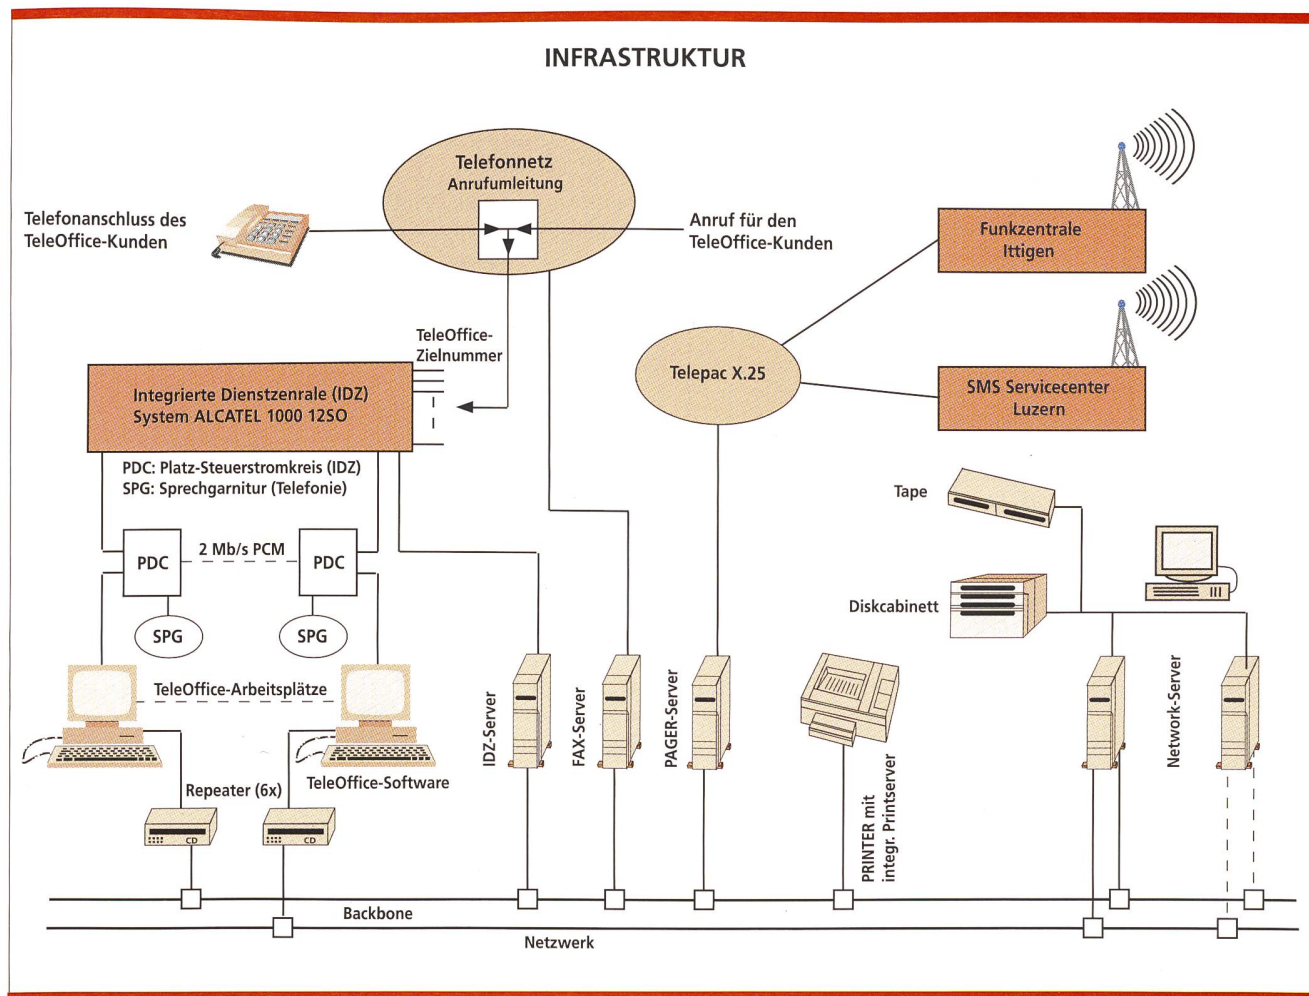 INFRASTRUKTUR
Telefonnetz
Anrufumleitung
Telefonanschluss des
TeleOffice-Kunden
Anruf für den
TeleOffice-Kunden
Funkzentrale
Ittigen
TeleOffice-
Zielnummer
Telepac X.25
SMS Servicecenter
Luzern
Integrierte Dienstzenrale (IDZ)
System ALCATEL 1000 12SO
PDC: Platz-Steuerstromkreis (IDZ)
SPG: Sprechgarnitur (Telefonie)
Tape
PDC
2 Mb/s PCM
PDC
Diskcabinett
SPG
SPG
TeleOffice-Arbeitsplätze
IDZ-Server
FAX-Server
PAGER-Server
Network-Server
TeleOffice-Software
Repeater (6x)
CD
CD
PRINTER mit
integr. Printserver
Backbone
Netzwerk